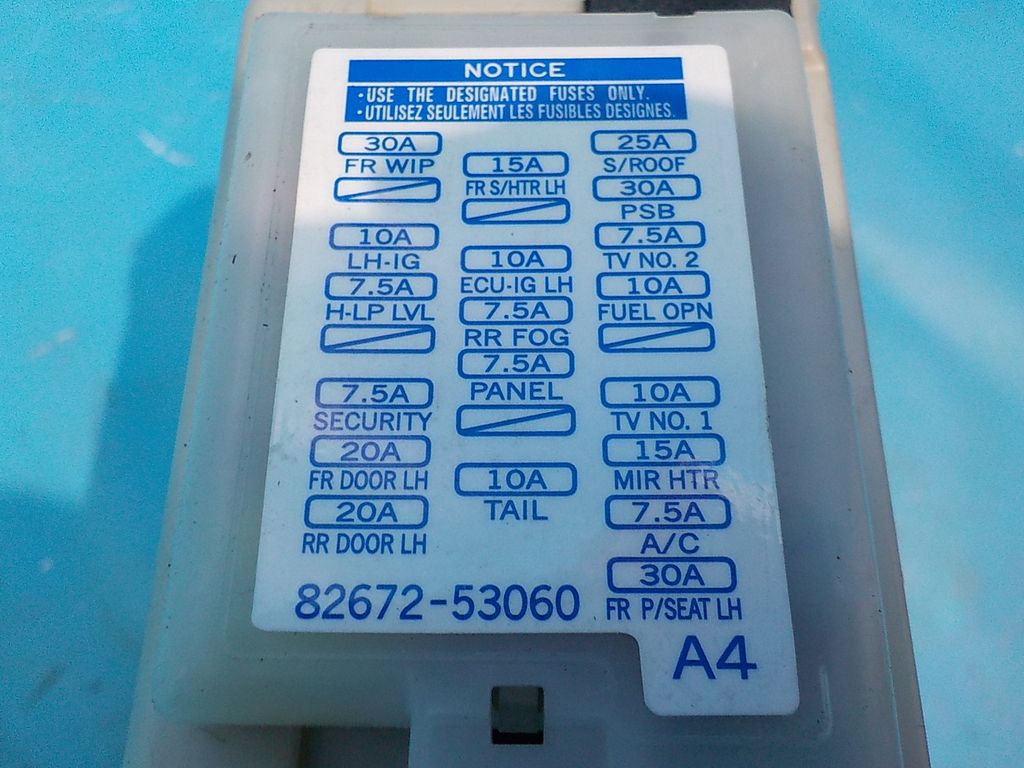 NOTICE
·USE THE DESIGNATED FUSES ONLY.
·UTILISEZ SEULEMENT LES FUSIBLES DESIGNES.
30A
FR WIP
10A
LH-IG
7.5A
H-LP LVL
7.5A
SECURITY
20A
FR DOOR LH
20A
RR DOOR LH
15A
FR S/HTR LH
10A
ECU-IG LH
7.5A
RR FOG
7.5A
PANEL
10A
TAIL
25A
S/ROOF
30A
PSB
7.5A
TV NO. 2
10A
FUEL OPN
10A
TV NO. 1
15A
MIR HTR
7.5A
A/C
30A
FR P/SEAT LH
82672-53060
A4